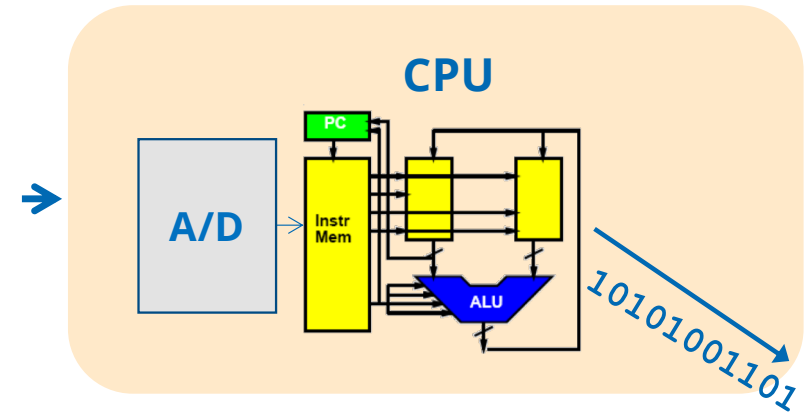 CPU
PC
A/D
Instr
Mem
ALU
10101001101